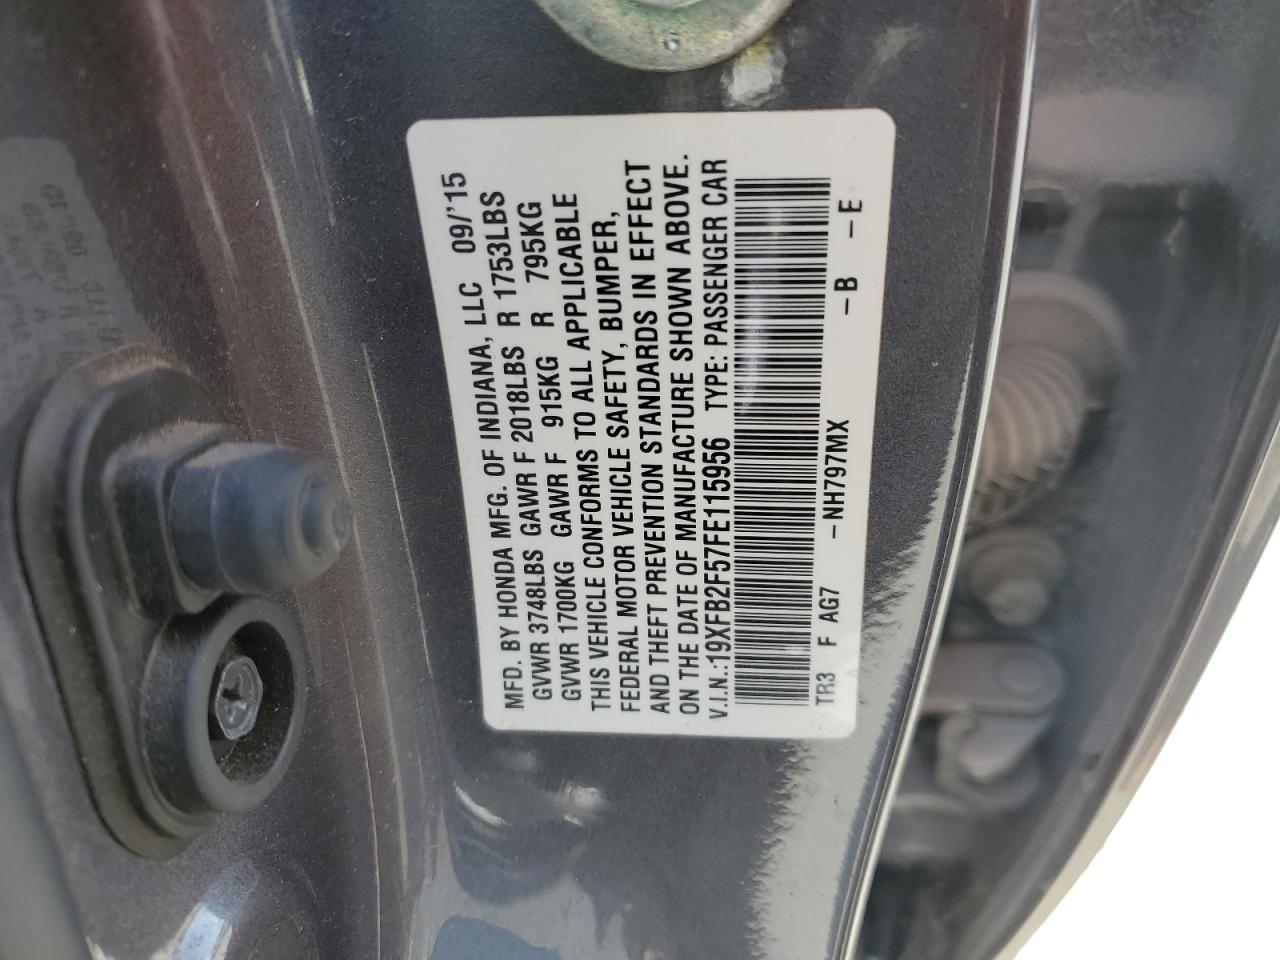 MFD. BY HONDA MFG. OF INDIANA, LLC 09/'15
GVWR 3748LBS GAWR F 2018LBS R 1753LBS
GVWR 1700KG GAWR F 915KG R 795KG
THIS VEHICLE CONFORMS TO ALL APPLICABLE
FEDERAL MOTOR VEHICLE SAFETY, BUMPER,
AND THEFT PREVENTION STANDARDS IN EFFECT
ON THE DATE OF MANUFACTURE SHOWN ABOVE.
V.I.N.:19XFB2F57FE115956 TYPE: PASSENGER CAR
TR3 F AG7 –NH797MX –B –E